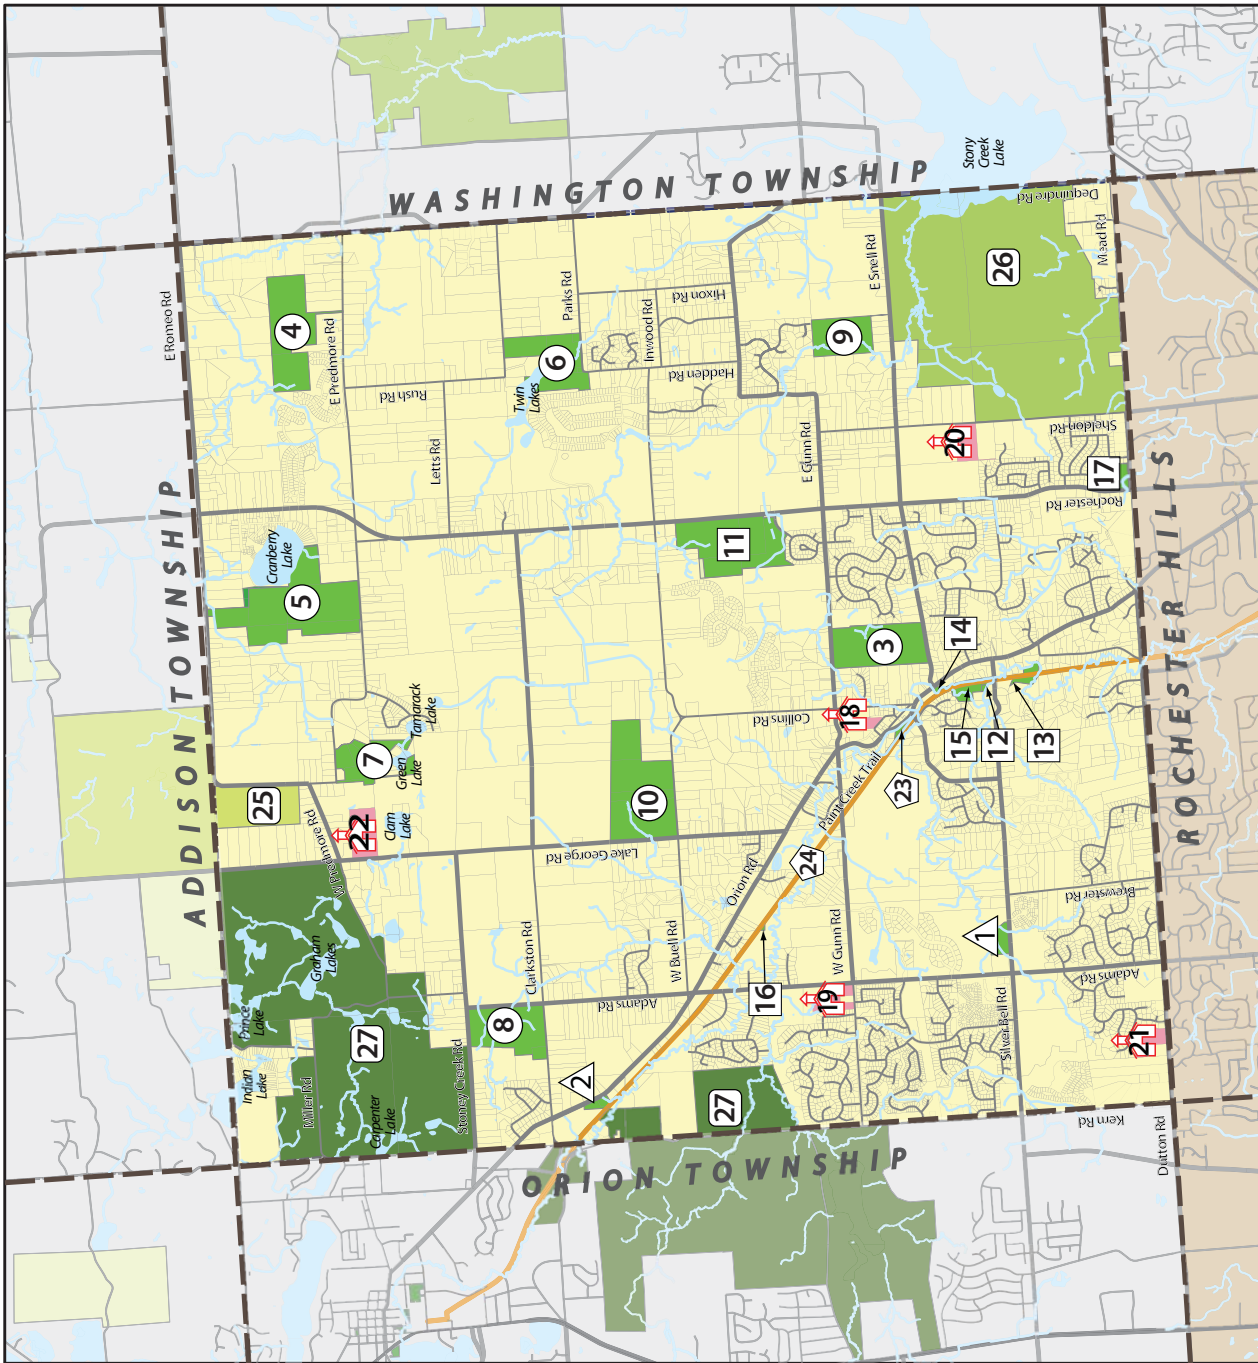 WASHINGTON TOWNSHIP
Stony
Creek
Lake
Dequindre Rd
Mead Rd
E Romeo Rd
4
E Predmore Rd
Rush Rd
Letts Rd
Twin
Lakes
6
Parks Rd
Inwood Rd
Hixon Rd
Hadden Rd
9
E Snell Rd
26
E Gunn Rd
20
Sheldon Rd
17
Rochester Rd
ADDISON TOWNSHIP
Cranberry
Lake
5
11
3
14
ROCHESTER HILLS
Tamarack
Lake
7
Green
Lake
Collins Rd
18
15
12
13
25
W Predmore Rd
22
Clam
Lake
10
Lake George Rd
Paint Creek Trail
23
24
Orion Rd
Graham
Lakes
Clarkston Rd
W Buell Rd
W Gunn Rd
1
Brewster Rd
Prince
Lake
Indian
Lake
27
Miller Rd
Carpenter
Lake
Stoney Creek Rd
8
Adams Rd
16
19
Silver Bell Rd
Adams Rd
21
2
27
Kern Rd
Dutton Rd
ORION TOWNSHIP